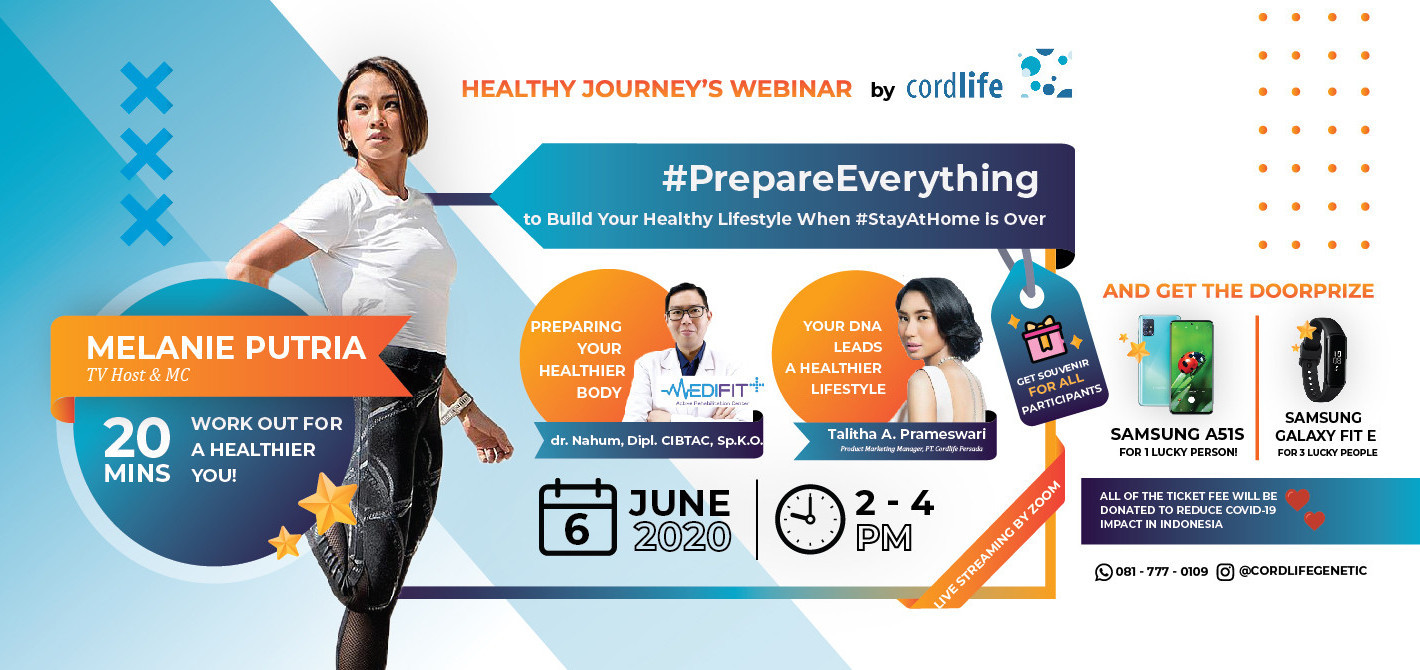 HEALTHY JOURNEY'S WEBINAR by cordlife
#PrepareEverything
to Build Your Healthy Lifestyle When #StayAtHome is Over
MELANIE PUTRIA
TV Host & MC
20
MINS
WORK OUT FOR
A HEALTHIER
YOU!
PREPARING
YOUR
HEALTHIER
BODY
MEDIFIT
Active Rehabilitation Center
dr. Nahum, Dipl. CIBTAC, Sp.K.O.
YOUR DNA
LEADS
A HEALTHIER
LIFESTYLE
Talitha A. Prameswari
Product Marketing Manager, PT. Cordlife Persada
GET SOUVENIR
FOR ALL
PARTICIPANTS
6
JUNE
2020
2 - 4
PM
LIVE STREAMING BY ZOOM
AND GET THE DOORPRIZE
SAMSUNG A51S
FOR 1 LUCKY PERSON!
SAMSUNG
GALAXY FIT E
FOR 3 LUCKY PEOPLE
ALL OF THE TICKET FEE WILL BE
DONATED TO REDUCE COVID-19
IMPACT IN INDONESIA
081 - 777 - 0109 @CORDLIFEGENETIC